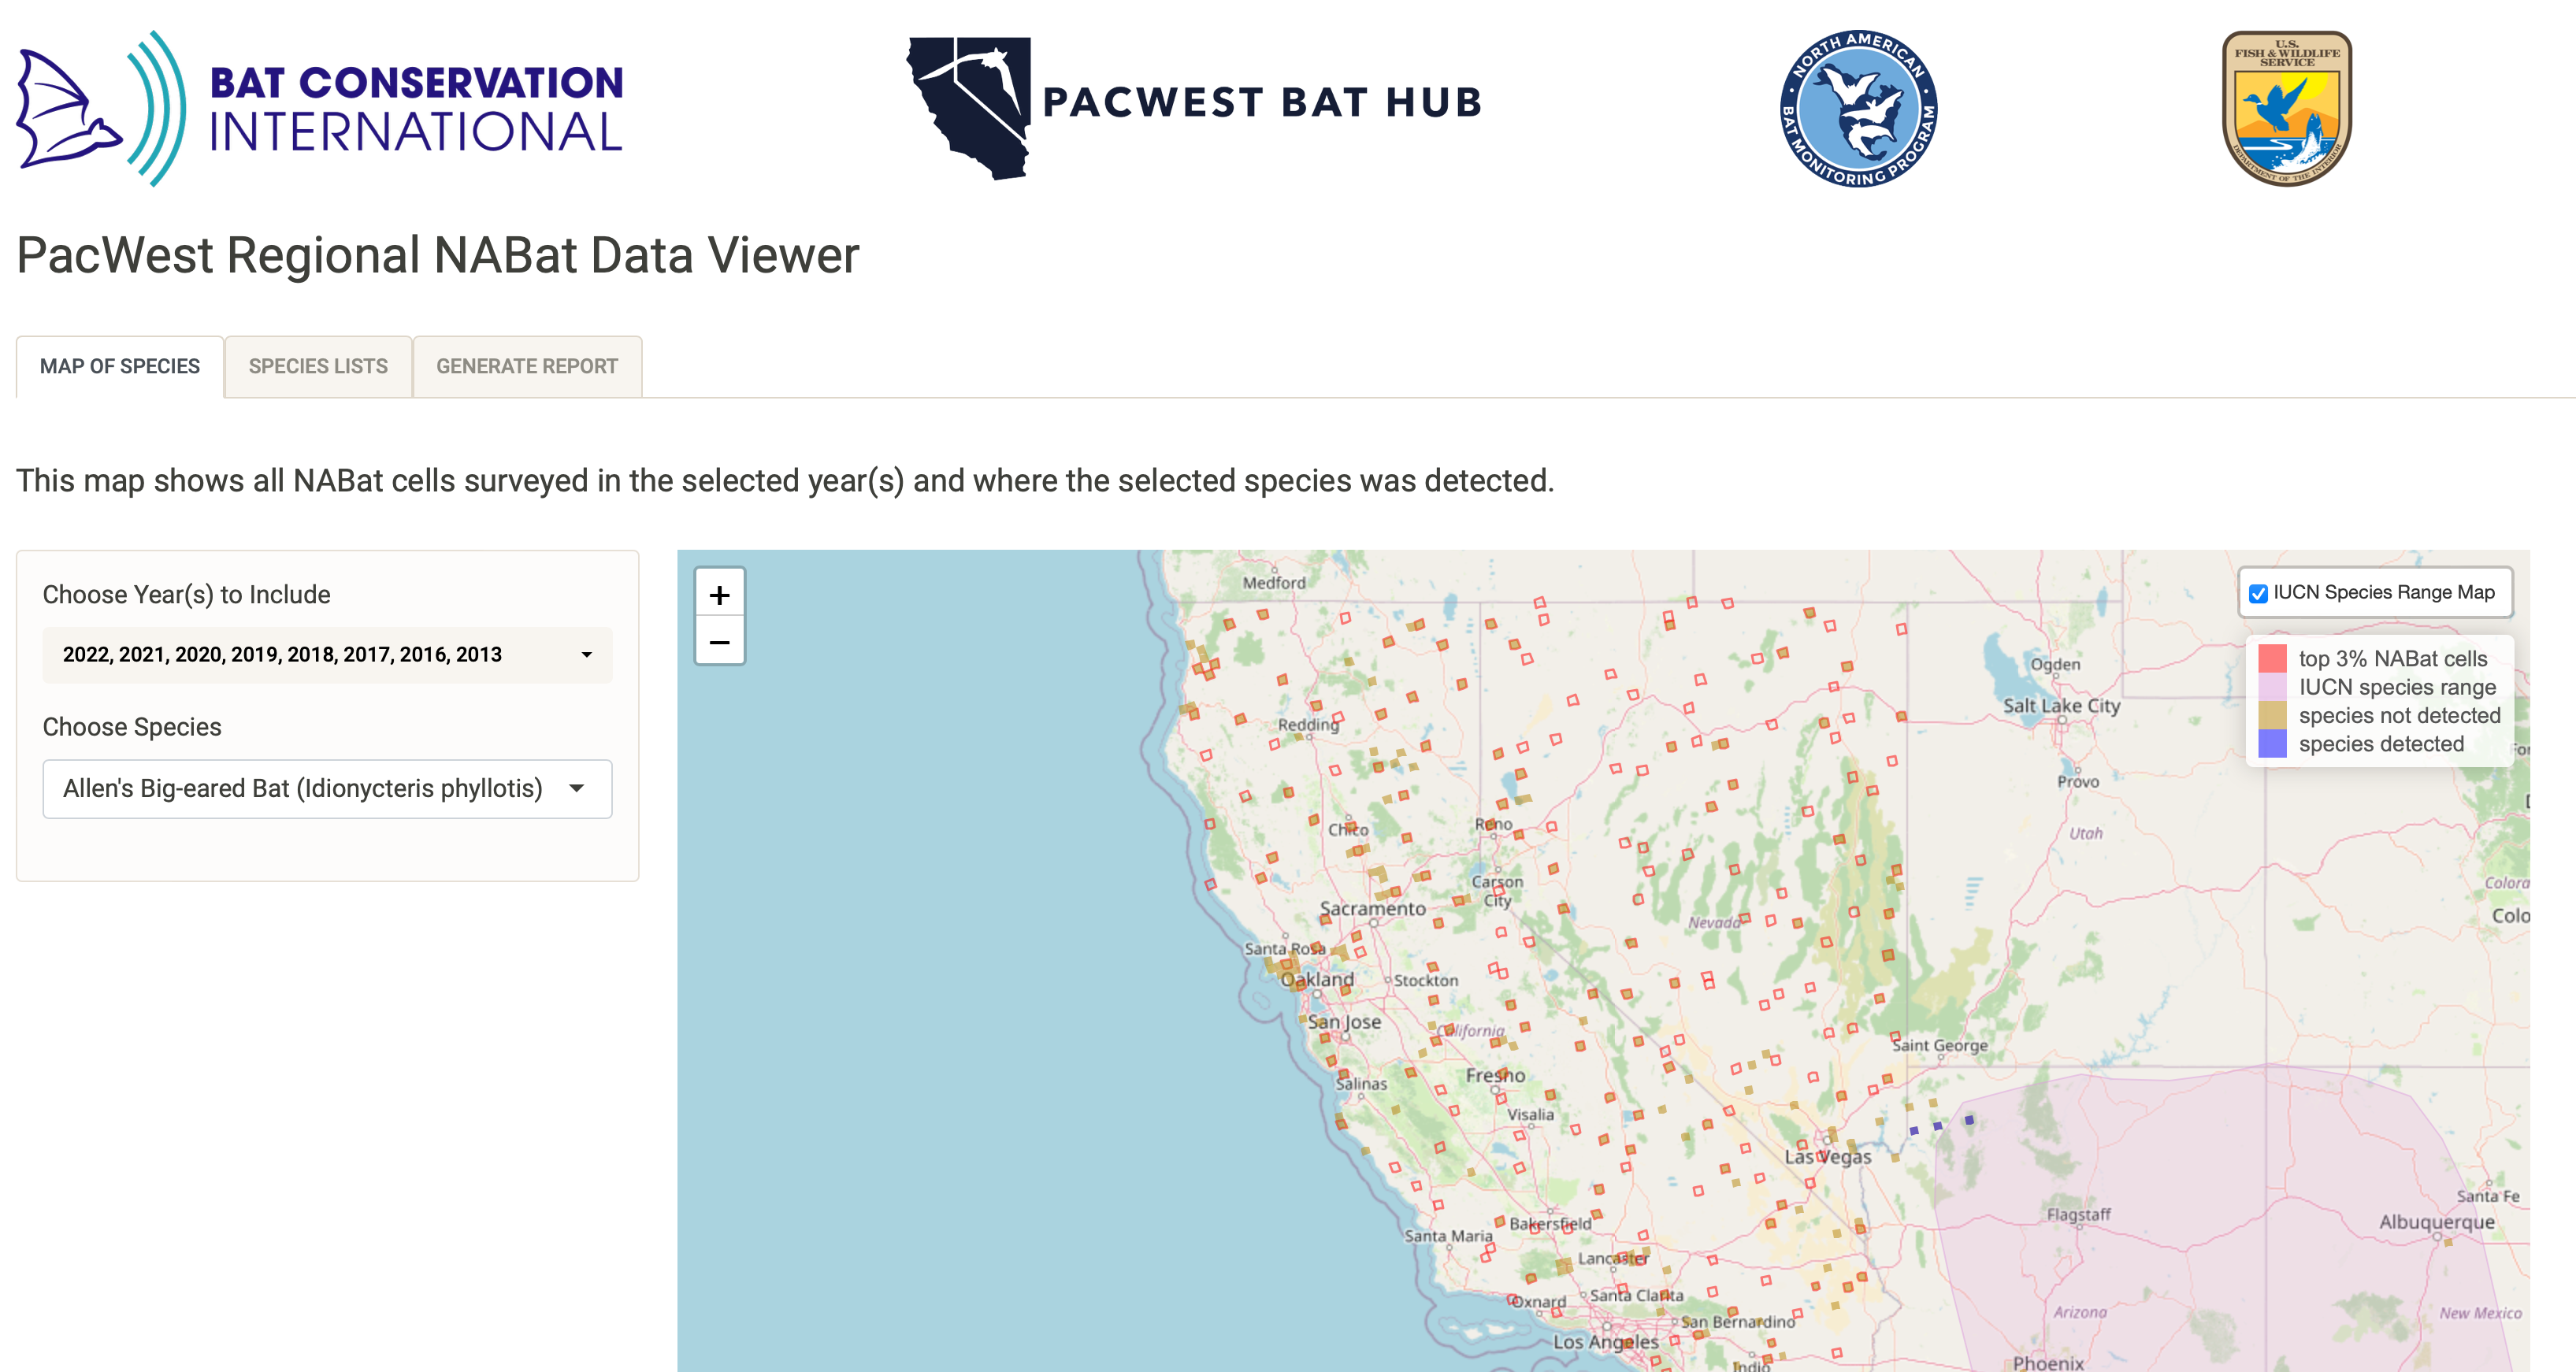 BAT CONSERVATION
INTERNATIONAL
PACWEST BAT HUB
NORTH AMERICAN
BAT MONITORING PROGRAM
U.S.
FISH & WILDLIFE
SERVICE
DEPARTMENT OF THE INTERIOR
PacWest Regional NABat Data Viewer
MAP OF SPECIES
SPECIES LISTS
GENERATE REPORT
This map shows all NABat cells surveyed in the selected year(s) and where the selected species was detected.
Choose Year(s) to Include
2022, 2021, 2020, 2019, 2018, 2017, 2016, 2013
Choose Species
Allen's Big-eared Bat (Idionycteris phyllotis)
+
−
IUCN Species Range Map
top 3% NABat cells
IUCN species range
species not detected
species detected
Medford
Ogden
Salt Lake City
Redding
Provo
Chico
Reno
Utah
Carson
City
Colora
Sacramento
Nevada
Colo
Santa Rosa
Oakland
Stockton
San Jose
California
Saint George
Fresno
Salinas
Visalia
Las Vegas
Santa Fe
Flagstaff
Albuquerque
Bakersfield
Santa Maria
Lancaster
Santa Clarita
Oxnard
Arizona
New Mexico
San Bernardino
Los Angeles
Phoenix
Indio